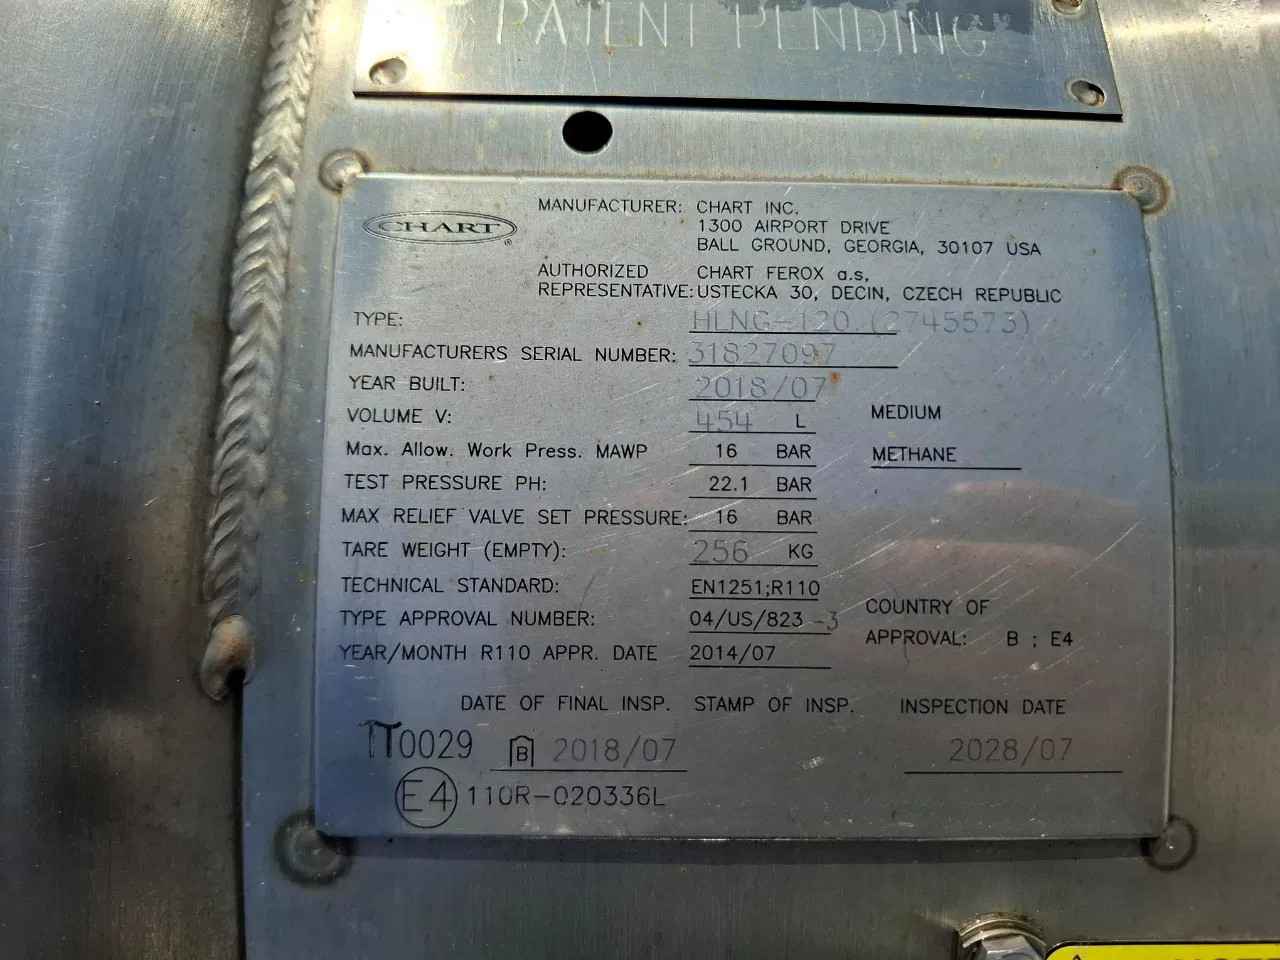 PATENT PENDING
CHART®
MANUFACTURER: CHART INC.
1300 AIRPORT DRIVE
BALL GROUND, GEORGIA, 30107 USA
AUTHORIZED CHART FEROX a.s.
REPRESENTATIVE: USTECKA 30, DECIN, CZECH REPUBLIC
TYPE: HLNG-120 (2745573)
MANUFACTURERS SERIAL NUMBER: 31827097
YEAR BUILT: 2018/07
VOLUME V: 454 L MEDIUM
Max. Allow. Work Press. MAWP 16 BAR METHANE
TEST PRESSURE PH: 22.1 BAR
MAX RELIEF VALVE SET PRESSURE: 16 BAR
TARE WEIGHT (EMPTY): 256 KG
TECHNICAL STANDARD: EN1251;R110
TYPE APPROVAL NUMBER: 04/US/823 -3 COUNTRY OF
APPROVAL: B ; E4
YEAR/MONTH R110 APPR. DATE 2014/07
DATE OF FINAL INSP. STAMP OF INSP. INSPECTION DATE
TT0029 B 2018/07 2028/07
E4 110R-020336L